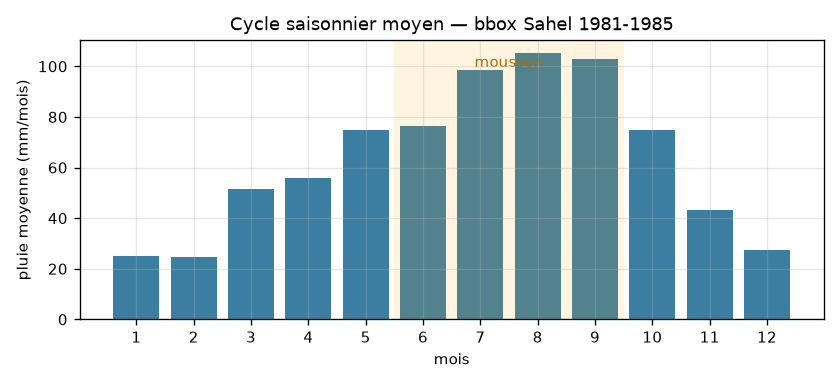 Cycle saisonnier moyen — bbox Sahel 1981-1985
pluie moyenne (mm/mois)
100
80
60
40
20
0
mousson
1 2 3 4 5 6 7 8 9 10 11 12
mois